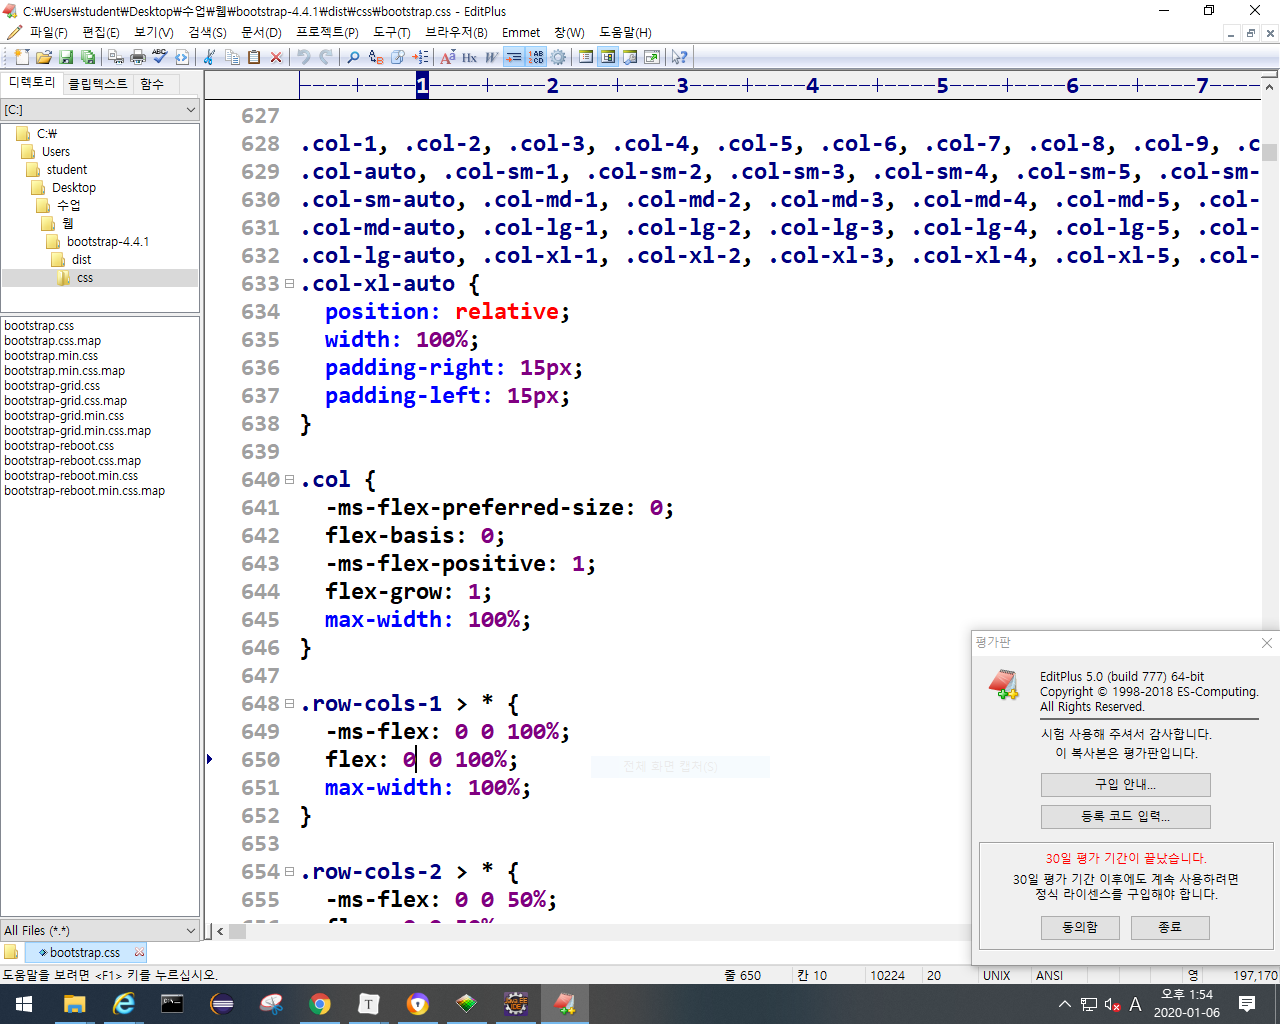 C:￦Users￦student￦Desktop￦수업￦웹￦bootstrap-4.4.1￦dist￦css￦bootstrap.css - EditPlus
파일(F) 편집(E) 보기(V) 검색(S) 문서(D) 프로젝트(P) 도구(T) 브라우저(B) Emmet 창(W) 도움말(H)
디렉토리 클립텍스트 함수
[C:]
C:￦
Users
student
Desktop
수업
웹
bootstrap-4.4.1
dist
css
bootstrap.css
bootstrap.css.map
bootstrap.min.css
bootstrap.min.css.map
bootstrap-grid.css
bootstrap-grid.css.map
bootstrap-grid.min.css
bootstrap-grid.min.css.map
bootstrap-reboot.css
bootstrap-reboot.css.map
bootstrap-reboot.min.css
bootstrap-reboot.min.css.map
All Files (*.*)
----+----1----+----2----+----3----+----4----+----5----+----6----+----7----
627
628 .col-1, .col-2, .col-3, .col-4, .col-5, .col-6, .col-7, .col-8, .col-9, .c
629 .col-auto, .col-sm-1, .col-sm-2, .col-sm-3, .col-sm-4, .col-sm-5, .col-sm-
630 .col-sm-auto, .col-md-1, .col-md-2, .col-md-3, .col-md-4, .col-md-5, .col-
631 .col-md-auto, .col-lg-1, .col-lg-2, .col-lg-3, .col-lg-4, .col-lg-5, .col-
632 .col-lg-auto, .col-xl-1, .col-xl-2, .col-xl-3, .col-xl-4, .col-xl-5, .col-
633 .col-xl-auto {
634 position: relative;
635 width: 100%;
636 padding-right: 15px;
637 padding-left: 15px;
638 }
639
640 .col {
641 -ms-flex-preferred-size: 0;
642 flex-basis: 0;
643 -ms-flex-positive: 1;
644 flex-grow: 1;
645 max-width: 100%;
646 }
647
648 .row-cols-1 > * {
649 -ms-flex: 0 0 100%;
650 flex: 0 0 100%;
651 max-width: 100%;
652 }
653
654 .row-cols-2 > * {
655 -ms-flex: 0 0 50%;
전체 화면 캡처(S)
평가판
EditPlus 5.0 (build 777) 64-bit
Copyright © 1998-2018 ES-Computing.
All Rights Reserved.
시험 사용해 주셔서 감사합니다.
이 복사본은 평가판입니다.
구입 안내...
등록 코드 입력...
30일 평가 기간이 끝났습니다.
30일 평가 기간 이후에도 계속 사용하려면
정식 라이센스를 구입해야 합니다.
동의함 종료
bootstrap.css
도움말을 보려면 <F1> 키를 누르십시오. 줄 650 칸 10 10224 20 UNIX ANSI 영 197,170
A 오후 1:54
2020-01-06